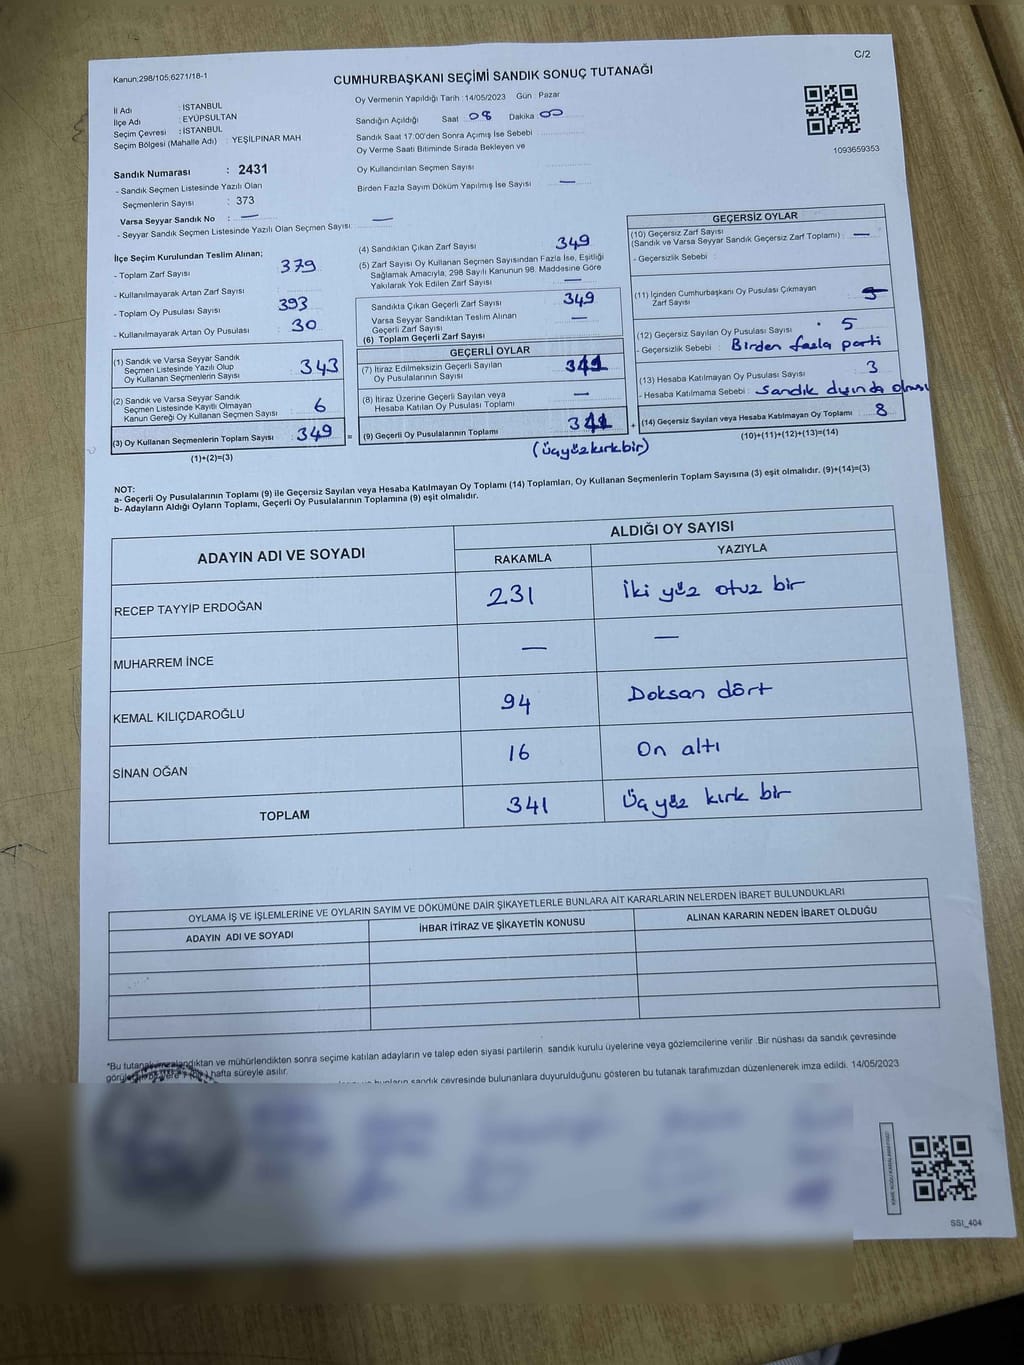 Kanun:298/105,6271/18-1
C/2
CUMHURBAŞKANI SEÇİMİ SANDIK SONUÇ TUTANAĞI
İl Adı : İSTANBUL
İlçe Adı : EYÜPSULTAN
Seçim Çevresi : İSTANBUL
Seçim Bölgesi (Mahalle Adı) : YEŞİLPINAR MAH
Sandık Numarası : 2431
- Sandık Seçmen Listesinde Yazılı Olan
Seçmenlerin Sayısı : 373
Varsa Seyyar Sandık No : —
- Seyyar Sandık Seçmen Listesinde Yazılı Olan Seçmen Sayısı —
Oy Vermenin Yapıldığı Tarih :14/05/2023 Gün : Pazar
Sandığın Açıldığı Saat : 08 Dakika : 00
Sandık Saat 17:00'den Sonra Açımış İse Sebebi
Oy Verme Saati Bitiminde Sırada Bekleyen ve
Oy Kullandırılan Seçmen Sayısı
Birden Fazla Sayım Döküm Yapılmış İse Sayısı —
1093659353
İlçe Seçim Kurulundan Teslim Alınan;
- Toplam Zarf Sayısı 379
- Kullanılmayarak Artan Zarf Sayısı
- Toplam Oy Pusulası Sayısı 393
- Kullanılmayarak Artan Oy Pusulası 30
(1) Sandık ve Varsa Seyyar Sandık
Seçmen Listesinde Yazılı Olup
Oy Kullanan Seçmenlerin Sayısı 343
(2) Sandık ve Varsa Seyyar Sandık
Seçmen Listesinde Kayıtlı Olmayan
Kanun Gereği Oy Kullanan Seçmen Sayısı 6
(3) Oy Kullanan Seçmenlerin Toplam Sayısı 349 =
(1)+(2)=(3)
(4) Sandıktan Çıkan Zarf Sayısı 349
(5) Zarf Sayısı Oy Kullanan Seçmen Sayısından Fazla İse, Eşitliği
Sağlamak Amacıyla, 298 Sayılı Kanunun 98. Maddesine Göre
Yakılarak Yok Edilen Zarf Sayısı —
Sandıkta Çıkan Geçerli Zarf Sayısı 349
Varsa Seyyar Sandıktan Teslim Alınan
Geçerli Zarf Sayısı —
(6) Toplam Geçerli Zarf Sayısı
GEÇERLİ OYLAR
(7) İtiraz Edilmeksizin Geçerli Sayılan
Oy Pusulalarının Sayısı 341
(8) İtiraz Üzerine Geçerli Sayılan veya
Hesaba Katılan Oy Pusulası Toplamı —
(9) Geçerli Oy Pusulalarının Toplamı 341 +
(Üçyüzkırkbir)
GEÇERSİZ OYLAR
(10) Geçersiz Zarf Sayısı
(Sandık ve Varsa Seyyar Sandık Geçersiz Zarf Toplamı) : —
- Geçersizlik Sebebi :
(11) İçinden Cumhurbaşkanı Oy Pusulası Çıkmayan
Zarf Sayısı 5
(12) Geçersiz Sayılan Oy Pusulası Sayısı : 5
- Geçersizlik Sebebi : Birden fazla parti
(13) Hesaba Katılmayan Oy Pusulası Sayısı : 3
- Hesaba Katılmama Sebebi : Sandık dışında olması
(14) Geçersiz Sayılan veya Hesaba Katılmayan Oy Toplamı : 8
(10)+(11)+(12)+(13)=(14)
NOT:
a- Geçerli Oy Pusulalarının Toplamı (9) ile Geçersiz Sayılan veya Hesaba Katılmayan Oy Toplamı (14) Toplamları, Oy Kullanan Seçmenlerin Toplam Sayısına (3) eşit olmalıdır. (9)+(14)=(3)
b- Adayların Aldığı Oyların Toplamı, Geçerli Oy Pusulalarının Toplamına (9) eşit olmalıdır.
ADAYIN ADI VE SOYADI
ALDIĞI OY SAYISI
RAKAMLA YAZIYLA
RECEP TAYYİP ERDOĞAN 231 İki yüz otuz bir
MUHARREM İNCE — —
KEMAL KILIÇDAROĞLU 94 Doksan dört
SİNAN OĞAN 16 On altı
TOPLAM 341 Üç yüz kırk bir
OYLAMA İŞ VE İŞLEMLERİNE VE OYLARIN SAYIM VE DÖKÜMÜNE DAİR ŞİKAYETLERLE BUNLARA AİT KARARLARIN NELERDEN İBARET BULUNDUKLARI
ADAYIN ADI VE SOYADI İHBAR İTİRAZ VE ŞİKAYETİN KONUSU ALINAN KARARIN NEDEN İBARET OLDUĞU
*Bu tutanak imzalandıktan ve mühürlendikten sonra seçime katılan adayların ve talep eden siyasi partilerin sandık kurulu üyelerine veya gözlemcilerine verilir .Bir nüshası da sandık çevresinde
hafta süreyle asılır.
bunların sandık çevresinde bulunanlara duyurulduğunu gösteren bu tutanak tarafımızdan düzenlenerek imza edildi. 14/05/2023
SSI_404